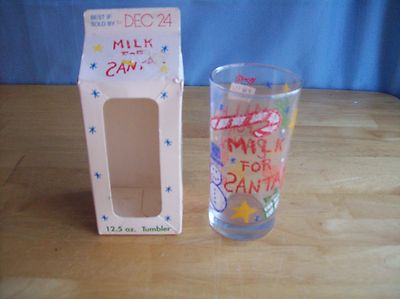 BEST IF
SOLD BY DEC 24
MILK
FOR
SANTA
12.5 oz. Tumbler
MILK
FOR
SANTA